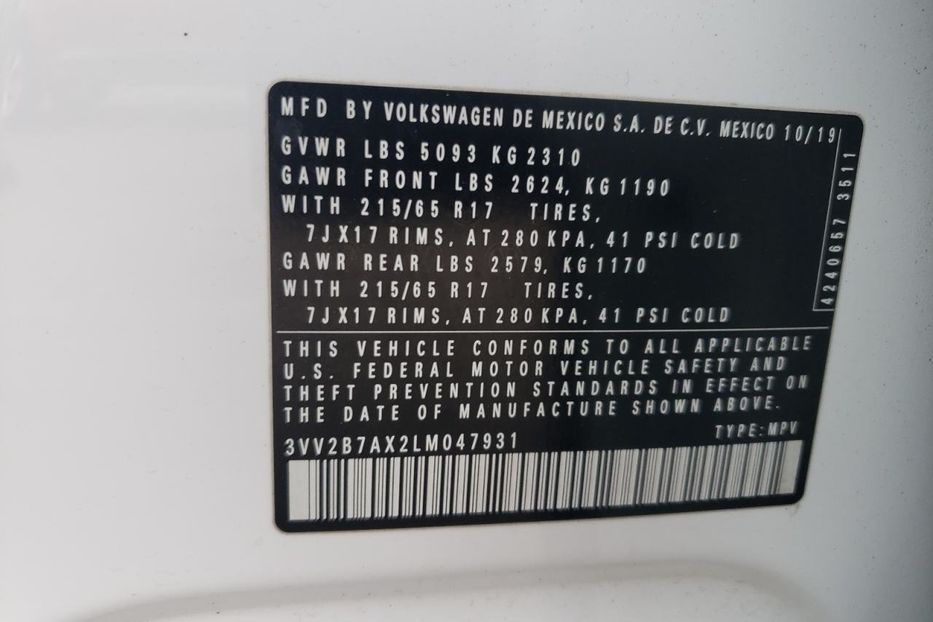 MFD BY VOLKSWAGEN DE MEXICO S.A. DE C.V. MEXICO 10/19
GVWR LBS 5093 KG 2310
GAWR FRONT LBS 2624, KG 1190
WITH 215/65 R17 TIRES,
7JX17 RIMS, AT 280 KPA, 41 PSI COLD
GAWR REAR LBS 2579, KG 1170
WITH 215/65 R17 TIRES,
7JX17 RIMS, AT 280 KPA, 41 PSI COLD
4240657 3511
THIS VEHICLE CONFORMS TO ALL APPLICABLE
U.S. FEDERAL MOTOR VEHICLE SAFETY AND
THEFT PREVENTION STANDARDS IN EFFECT ON
THE DATE OF MANUFACTURE SHOWN ABOVE.
3VV2B7AX2LM047931 TYPE: MPV